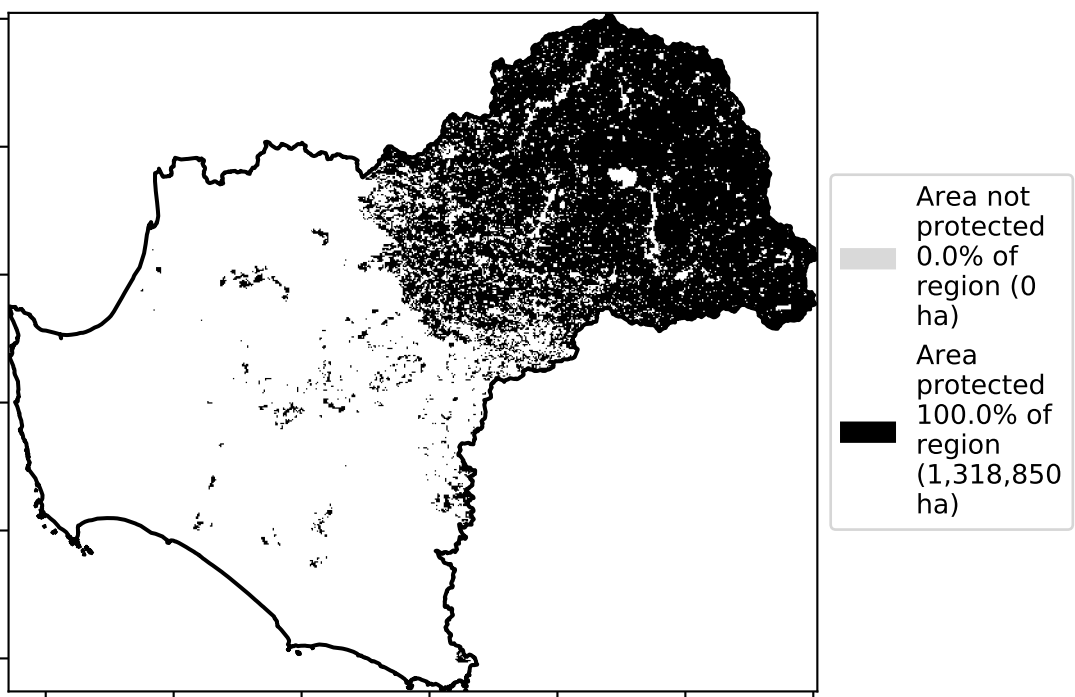 Area not
protected
0.0% of
region (0
ha)
Area
protected
100.0% of
region
(1,318,850
ha)